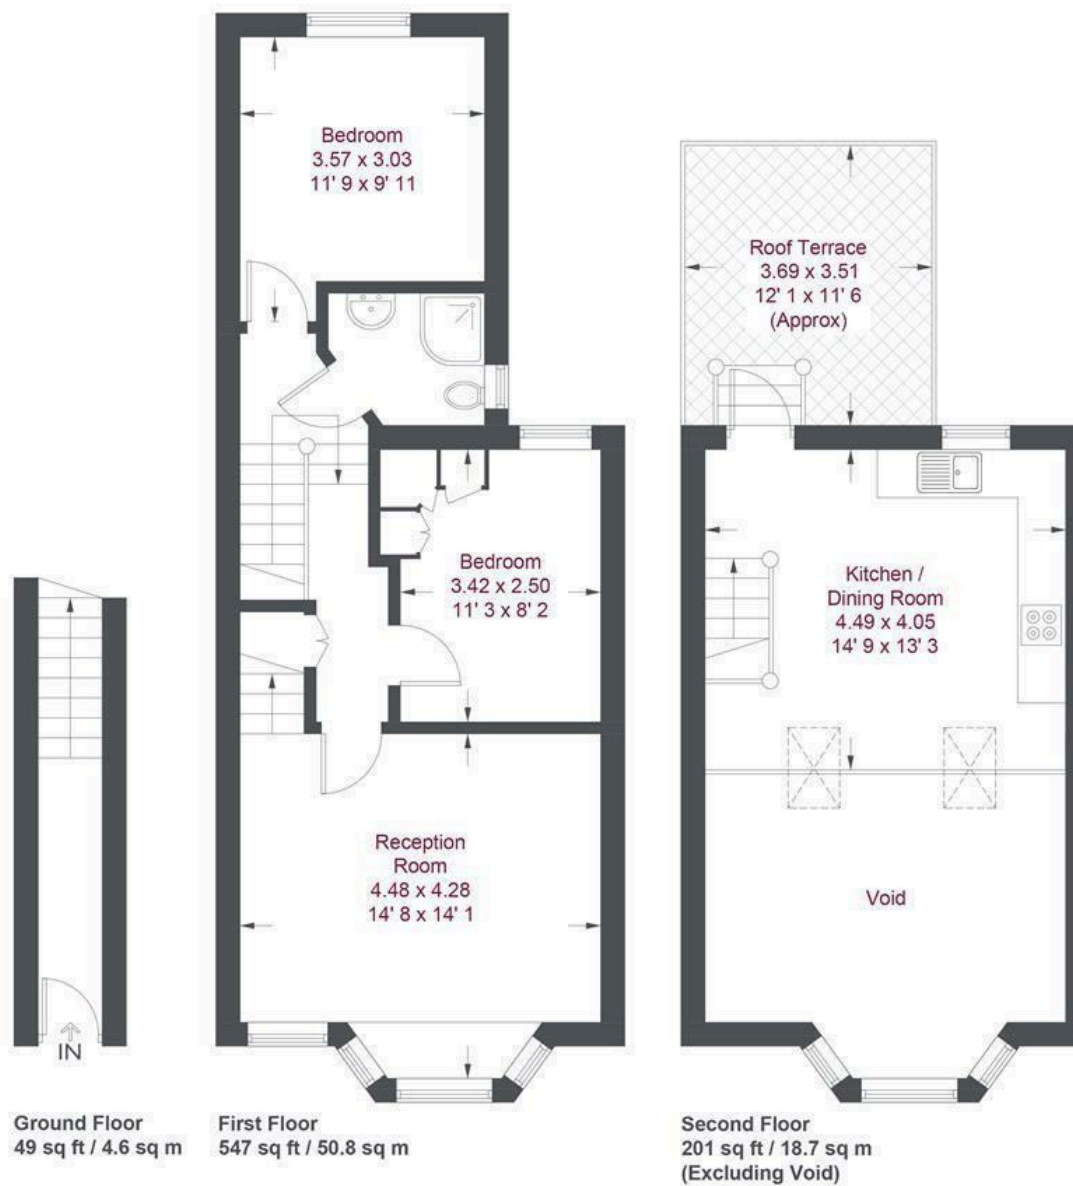 Bedroom
3.57 x 3.03
11' 9 x 9' 11
Roof Terrace
3.69 x 3.51
12' 1 x 11' 6
(Approx)
Bedroom
3.42 x 2.50
11' 3 x 8' 2
Kitchen /
Dining Room
4.49 x 4.05
14' 9 x 13' 3
Reception
Room
4.48 x 4.28
14' 8 x 14' 1
Void
IN
Ground Floor
49 sq ft / 4.6 sq m
First Floor
547 sq ft / 50.8 sq m
Second Floor
201 sq ft / 18.7 sq m
(Excluding Void)